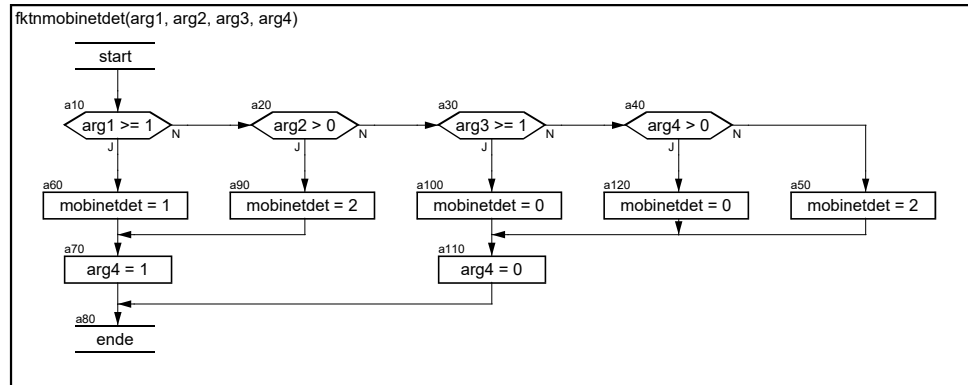 fktnmobinetdet(arg1, arg2, arg3, arg4)
start
a10
arg1 >= 1
J
N
a20
arg2 > 0
J
N
a30
arg3 >= 1
J
N
a40
arg4 > 0
J
N
a60
mobinetdet = 1
a90
mobinetdet = 2
a100
mobinetdet = 0
a120
mobinetdet = 0
a50
mobinetdet = 2
a70
arg4 = 1
a110
arg4 = 0
a80
ende